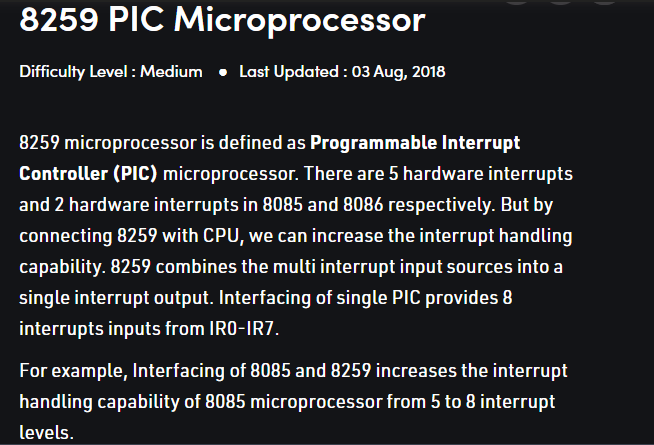 8259 PIC Microprocessor
Difficulty Level : Medium ● Last Updated : 03 Aug, 2018
8259 microprocessor is defined as Programmable Interrupt
Controller (PIC) microprocessor. There are 5 hardware interrupts
and 2 hardware interrupts in 8085 and 8086 respectively. But by
connecting 8259 with CPU, we can increase the interrupt handling
capability. 8259 combines the multi interrupt input sources into a
single interrupt output. Interfacing of single PIC provides 8
interrupts inputs from IR0-IR7.
For example, Interfacing of 8085 and 8259 increases the interrupt
handling capability of 8085 microprocessor from 5 to 8 interrupt
levels.